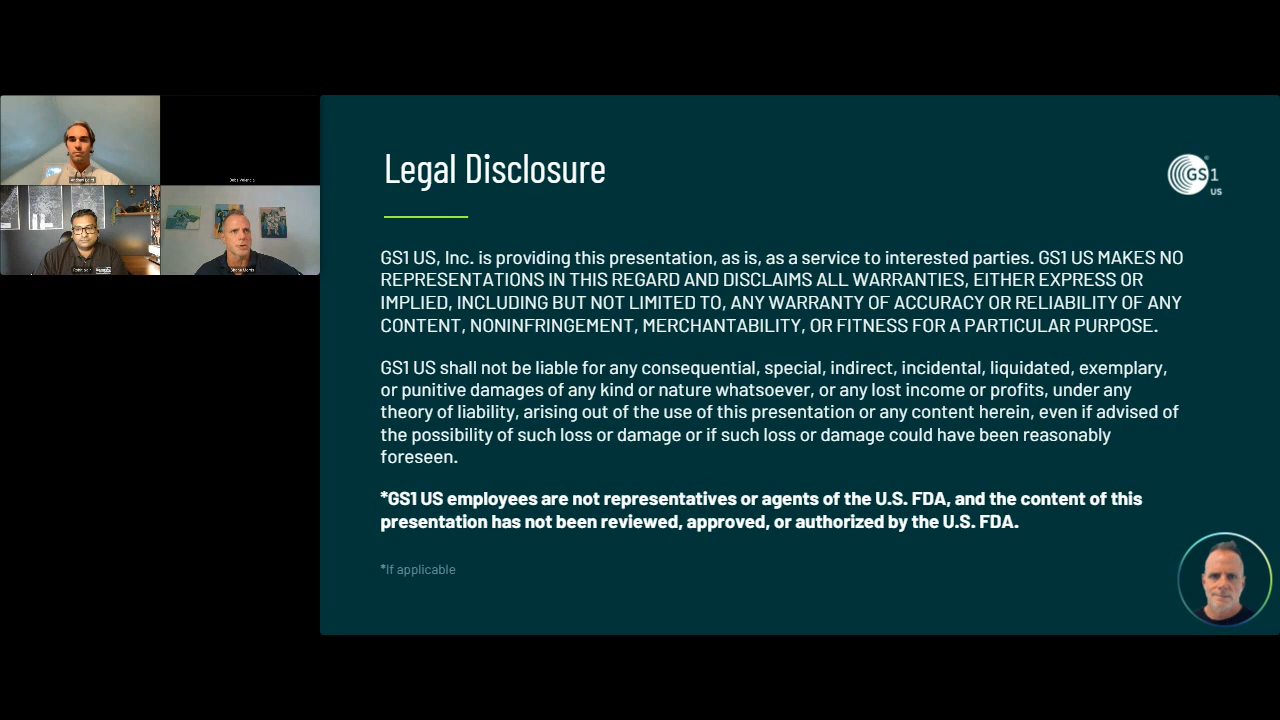 Legal Disclosure
GS1
US
GS1 US, Inc. is providing this presentation, as is, as a service to interested parties. GS1 US MAKES NO
REPRESENTATIONS IN THIS REGARD AND DISCLAIMS ALL WARRANTIES, EITHER EXPRESS OR
IMPLIED, INCLUDING BUT NOT LIMITED TO, ANY WARRANTY OF ACCURACY OR RELIABILITY OF ANY
CONTENT, NONINFRINGEMENT, MERCHANTABILITY, OR FITNESS FOR A PARTICULAR PURPOSE.
GS1 US shall not be liable for any consequential, special, indirect, incidental, liquidated, exemplary,
or punitive damages of any kind or nature whatsoever, or any lost income or profits, under any
theory of liability, arising out of the use of this presentation or any content herein, even if advised of
the possibility of such loss or damage or if such loss or damage could have been reasonably
foreseen.
*GS1 US employees are not representatives or agents of the U.S. FDA, and the content of this
presentation has not been reviewed, approved, or authorized by the U.S. FDA.
*If applicable